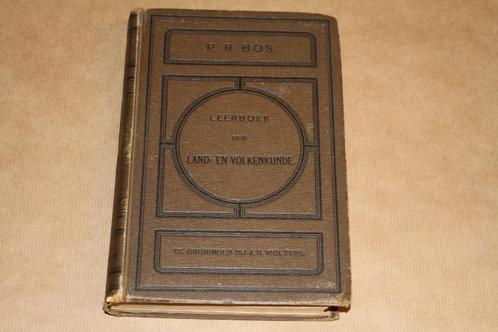 P. R. BOS
LEERBOEK
DER
LAND- EN VOLKENKUNDE.
TE GRONINGEN BIJ J. B. WOLTERS.